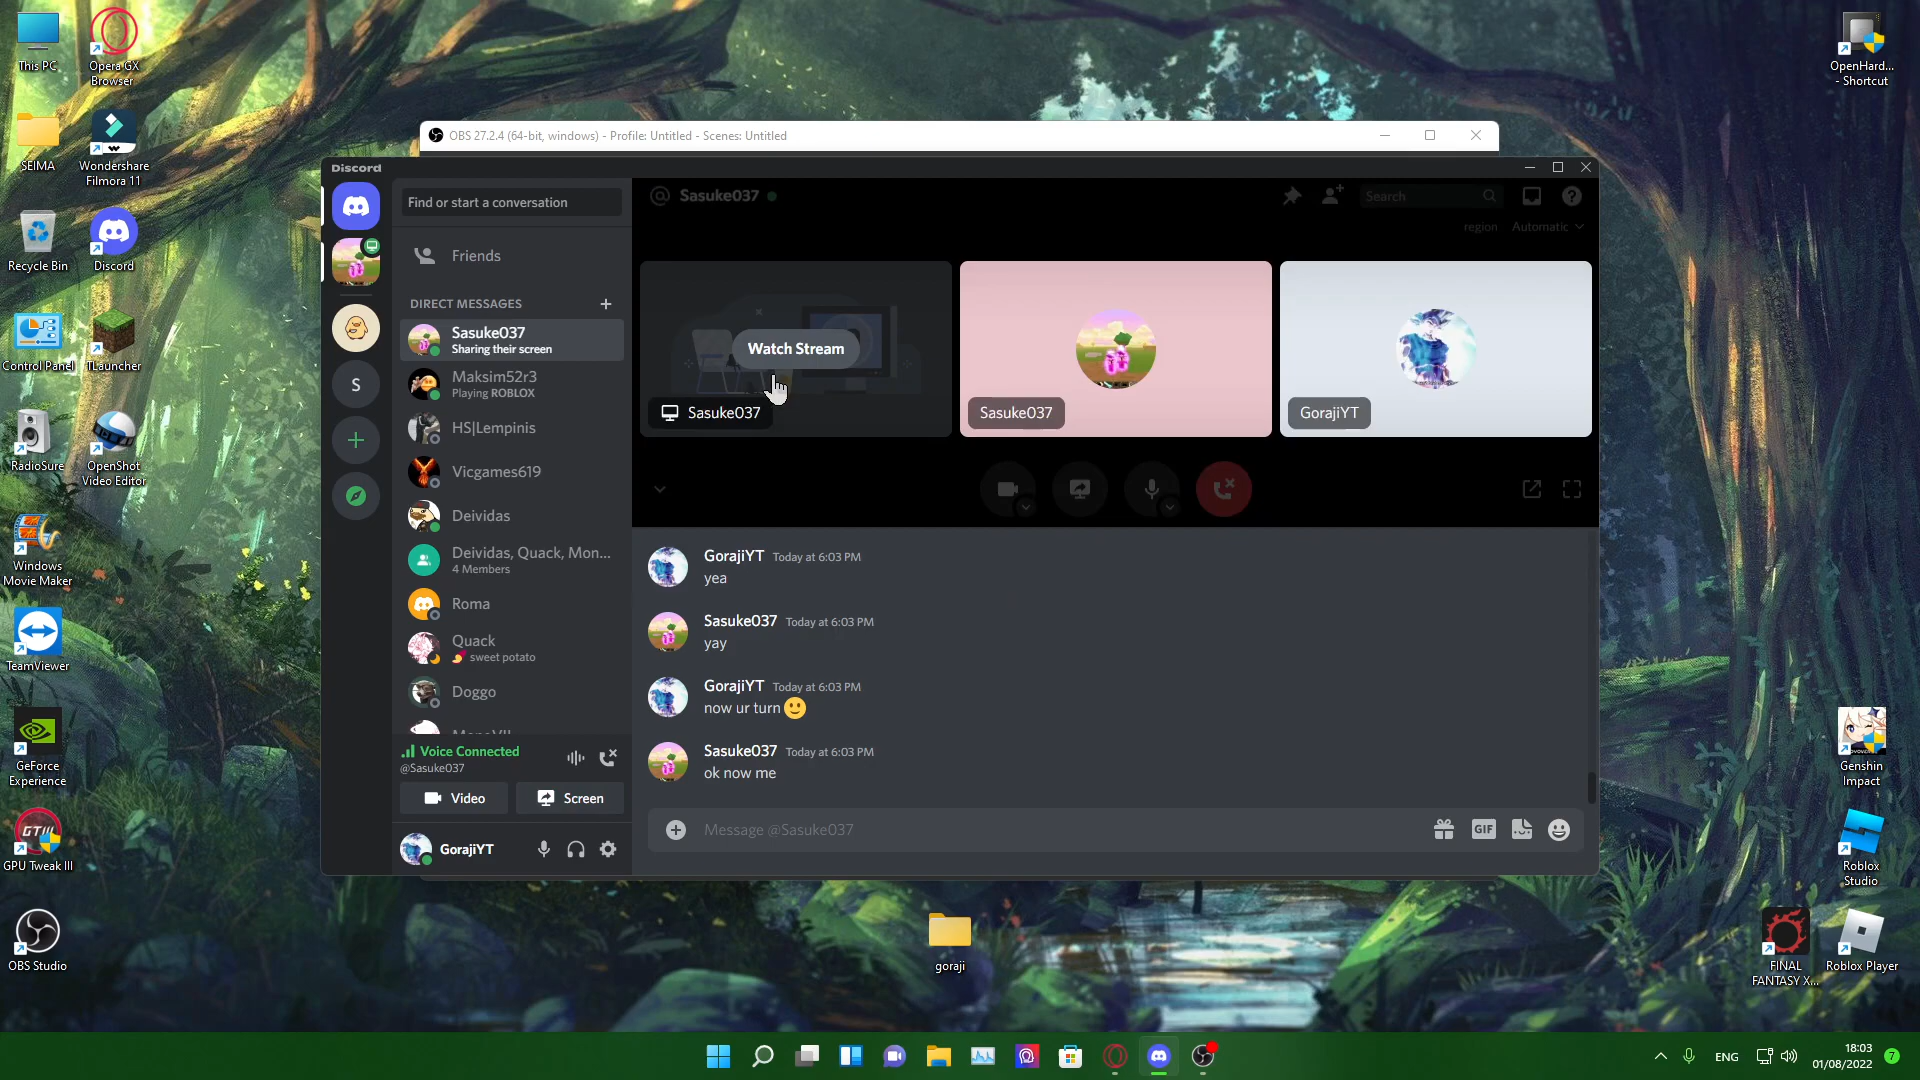 This PC
Opera GX
Browser
OpenHard...
- Shortcut
SEIMA
Wondershare
Filmora 11
Recycle Bin
Discord
Control Panel
TLauncher
RadioSure
OpenShot
Video Editor
Windows
Movie Maker
TeamViewer
GeForce
Experience
GTIII
GPU Tweak III
OBS Studio
OBS 27.2.4 (64-bit, windows) - Profile: Untitled - Scenes: Untitled
Discord
Find or start a conversation
Friends
DIRECT MESSAGES
Sasuke037
Sharing their screen
Maksim52r3
Playing ROBLOX
HS|Lempinis
Vicgames619
Deividas
Deividas, Quack, Mon...
4 Members
Roma
Quack
sweet potato
Doggo
S
Voice Connected
@Sasuke037
Video
Screen
GorajiYT
Sasuke037
Search
region
Automatic
Watch Stream
Sasuke037
Sasuke037
GorajiYT
GorajiYT Today at 6:03 PM
yea
Sasuke037 Today at 6:03 PM
yay
GorajiYT Today at 6:03 PM
now ur turn
Sasuke037 Today at 6:03 PM
ok now me
Message @Sasuke037
GIF
goraji
Genshin
Impact
Roblox
Studio
FINAL
FANTASY X...
Roblox Player
ENG
18:03
01/08/2022
7